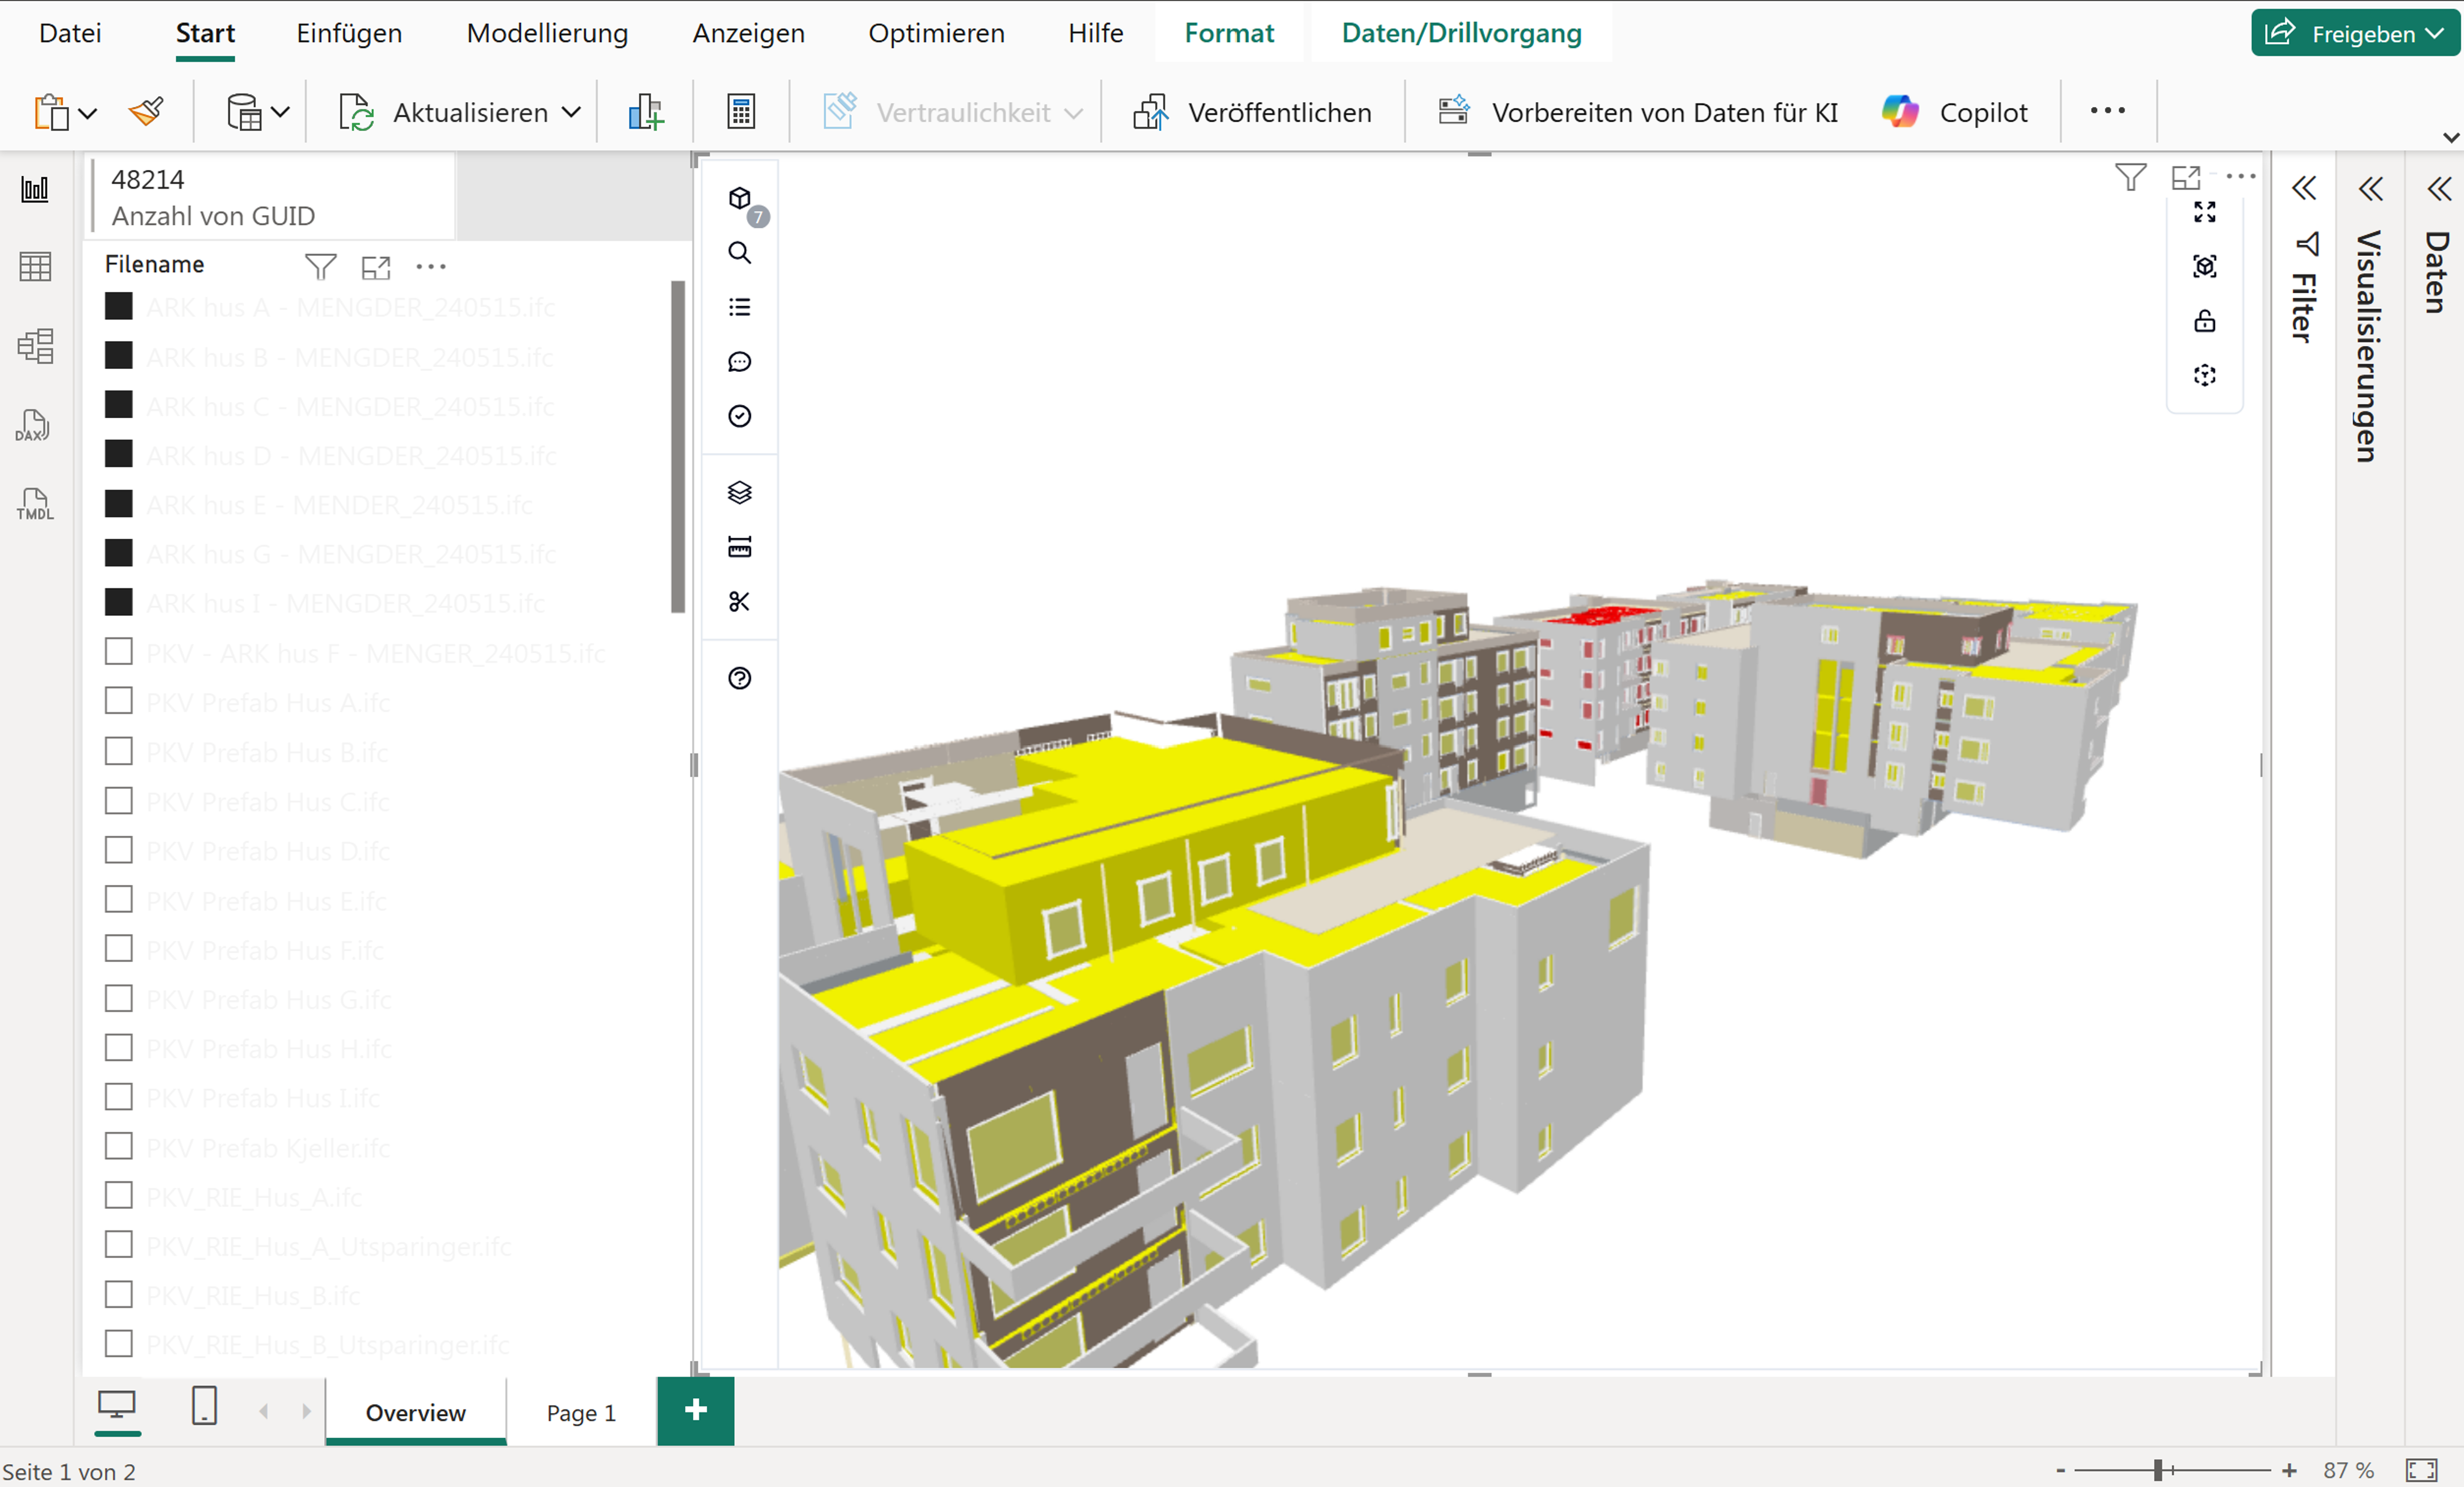 Datei Start Einfügen Modellierung Anzeigen Optimieren Hilfe Format Daten/Drillvorgang Freigeben
Aktualisieren Vertraulichkeit Veröffentlichen Vorbereiten von Daten für KI Copilot
48214
Anzahl von GUID
Filename
ARK hus A - MENGDER_240515.ifc
ARK hus B - MENGDER_240515.ifc
ARK hus C - MENGDER_240515.ifc
ARK hus D - MENGDER_240515.ifc
ARK hus E - MENDER_240515.ifc
ARK hus G - MENGDER_240515.ifc
ARK hus I - MENGDER_240515.ifc
PKV - ARK hus F - MENGER_240515.ifc
PKV Prefab Hus A.ifc
PKV Prefab Hus B.ifc
PKV Prefab Hus C.ifc
PKV Prefab Hus D.ifc
PKV Prefab Hus E.ifc
PKV Prefab Hus F.ifc
PKV Prefab Hus G.ifc
PKV Prefab Hus H.ifc
PKV Prefab Hus I.ifc
PKV Prefab Kjeller.ifc
PKV_RIE_Hus_A.ifc
PKV_RIE_Hus_A_Utsparinger.ifc
PKV_RIE_Hus_B.ifc
PKV_RIE_Hus_B_Utsparinger.ifc
DAX
TMDL
7
Filter
Visualisierungen
Daten
Overview Page 1 +
Seite 1 von 2
- + 87 %